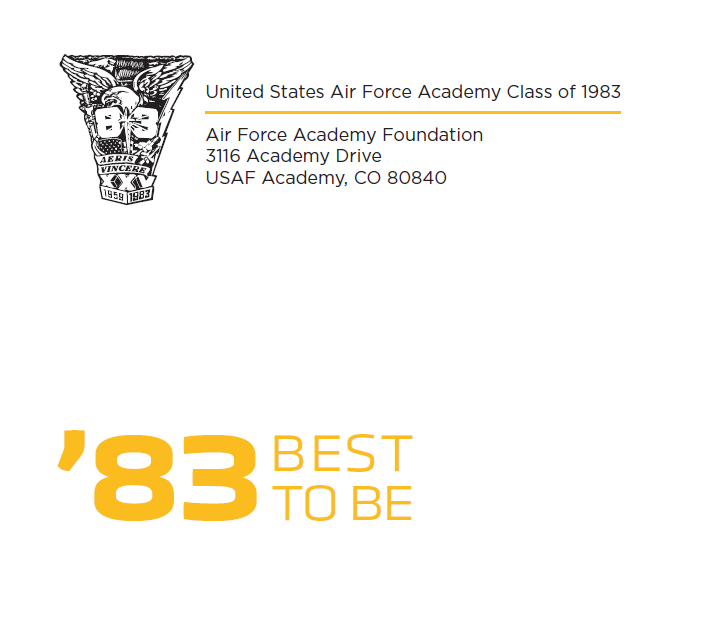 83
AERIS
VINCERE
1959 1983
United States Air Force Academy Class of 1983
Air Force Academy Foundation
3116 Academy Drive
USAF Academy, CO 80840
’83 BEST
TO BE